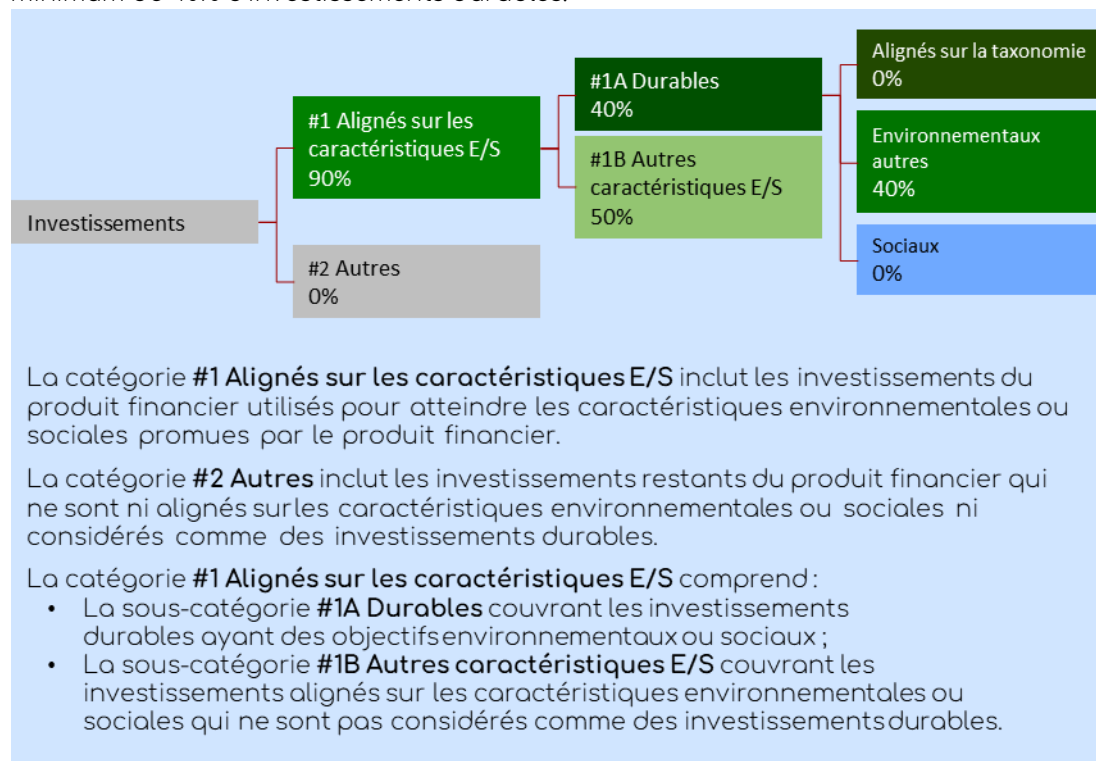 minimum de 40% d'investissements durables.
Alignés sur la taxonomie
0%
#1A Durables
40%
#1 Alignés sur les
caractéristiques E/S
90%
Environnementaux
autres
40%
#1B Autres
caractéristiques E/S
50%
Investissements
Sociaux
0%
#2 Autres
0%
La catégorie #1 Alignés sur les caractéristiques E/S inclut les investissements du
produit financier utilisés pour atteindre les caractéristiques environnementales ou
sociales promues par le produit financier.
La catégorie #2 Autres inclut les investissements restants du produit financier qui
ne sont ni alignés surles caractéristiques environnementales ou sociales ni
considérés comme des investissements durables.
La catégorie #1 Alignés sur les caractéristiques E/S comprend :
• La sous-catégorie #1A Durables couvrant les investissements
durables ayant des objectifs environnementaux ou sociaux ;
• La sous-catégorie #1B Autres caractéristiques E/S couvrant les
investissements alignés sur les caractéristiques environnementales ou
sociales qui ne sont pas considérés comme des investissements durables.